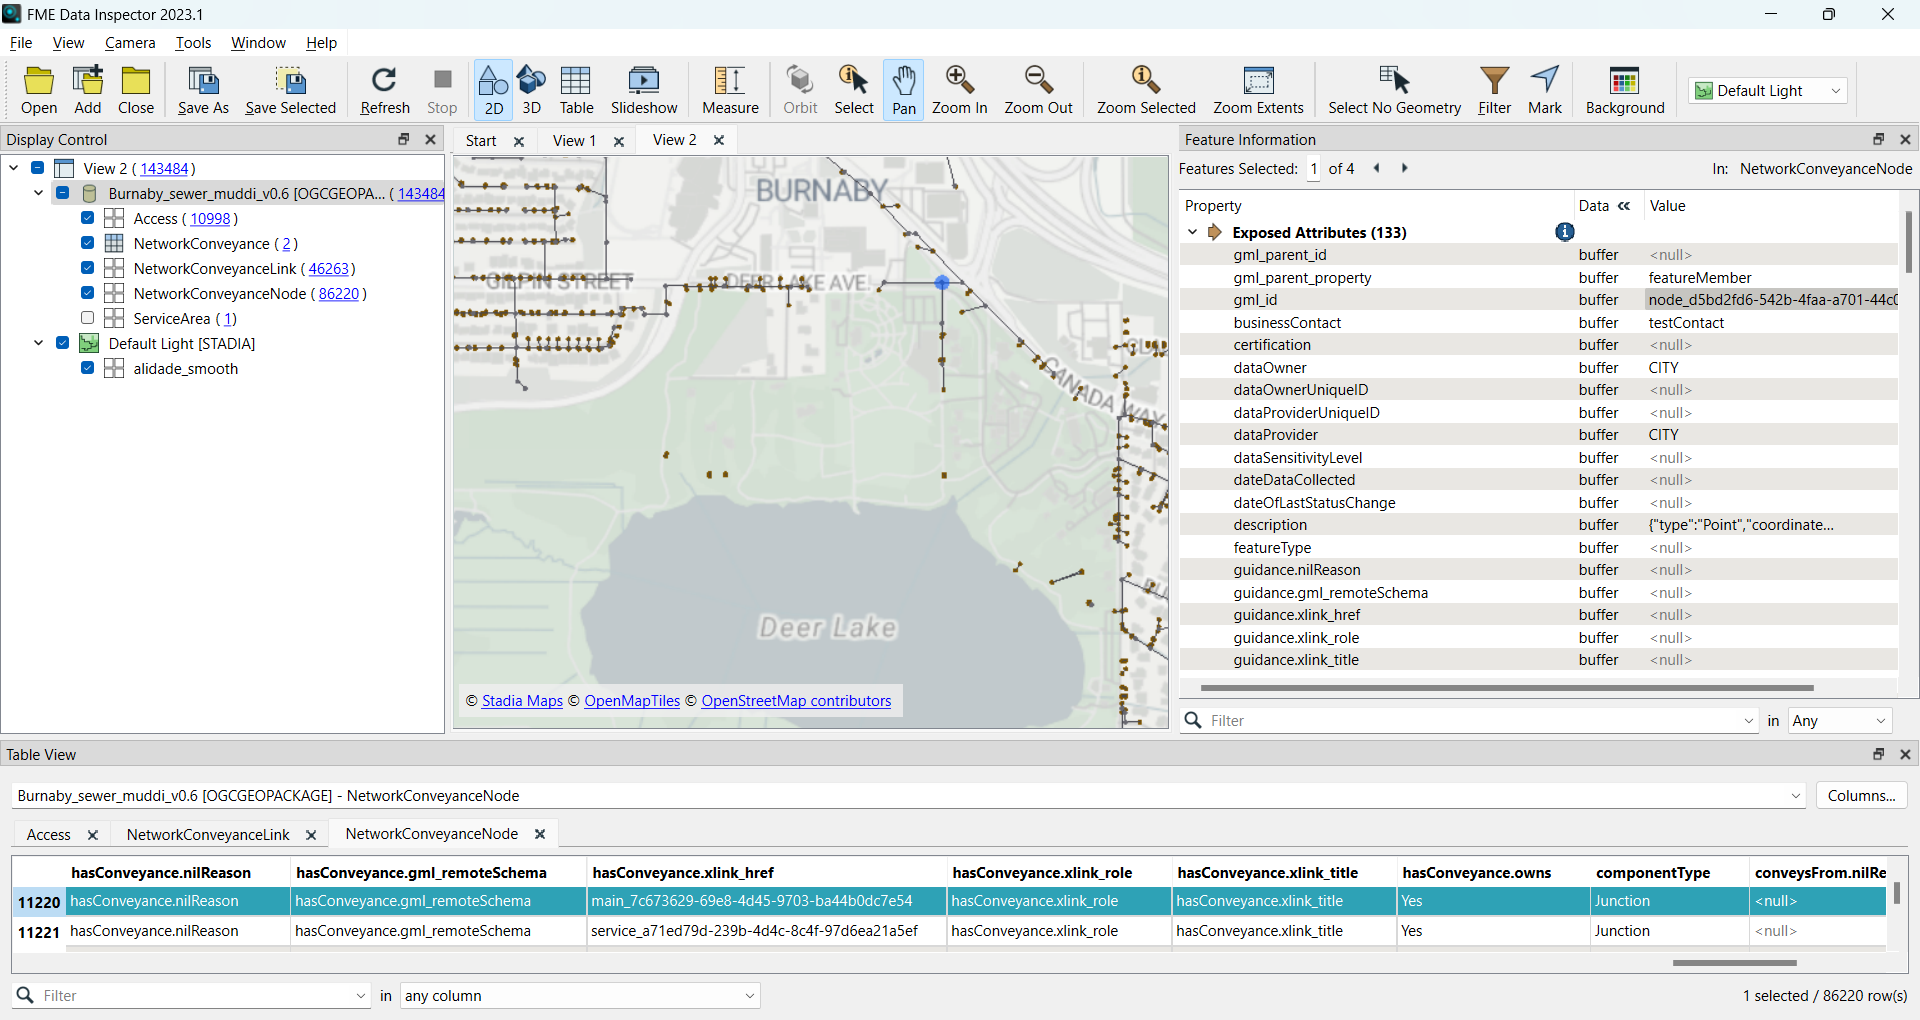 FME Data Inspector 2023.1
File View Camera Tools Window Help
Open Add Close Save As Save Selected Refresh Stop 2D 3D Table Slideshow Measure Orbit Select Pan Zoom In Zoom Out Zoom Selected Zoom Extents Select No Geometry Filter Mark Background Default Light
Display Control
View 2 ( 143484 )
Burnaby_sewer_muddi_v0.6 [OGCGEOPA... ( 143484
Access ( 10998 )
NetworkConveyance ( 2 )
NetworkConveyanceLink ( 46263 )
NetworkConveyanceNode ( 86220 )
ServiceArea ( 1 )
Default Light [STADIA]
alidade_smooth
Start View 1 View 2
BURNABY
GILPIN STREET
DEER LAKE AVE
CANADA WAY
Deer Lake
© Stadia Maps © OpenMapTiles © OpenStreetMap contributors
Feature Information
Features Selected: 1 of 4 In: NetworkConveyanceNode
Property Data Value
Exposed Attributes (133)
gml_parent_id buffer <null>
gml_parent_property buffer featureMember
gml_id buffer node_d5bd2fd6-542b-4faa-a701-44c0
businessContact buffer testContact
certification buffer <null>
dataOwner buffer CITY
dataOwnerUniqueID buffer <null>
dataProviderUniqueID buffer <null>
dataProvider buffer CITY
dataSensitivityLevel buffer <null>
dateDataCollected buffer <null>
dateOfLastStatusChange buffer <null>
description buffer {"type":"Point","coordinate...
featureType buffer <null>
guidance.nilReason buffer <null>
guidance.gml_remoteSchema buffer <null>
guidance.xlink_href buffer <null>
guidance.xlink_role buffer <null>
guidance.xlink_title buffer <null>
Filter in Any
Table View
Burnaby_sewer_muddi_v0.6 [OGCGEOPACKAGE] - NetworkConveyanceNode Columns...
Access NetworkConveyanceLink NetworkConveyanceNode
hasConveyance.nilReason hasConveyance.gml_remoteSchema hasConveyance.xlink_href hasConveyance.xlink_role hasConveyance.xlink_title hasConveyance.owns componentType conveysFrom.nilRe
11220 hasConveyance.nilReason hasConveyance.gml_remoteSchema main_7c673629-69e8-4d45-9703-ba44b0dc7e54 hasConveyance.xlink_role hasConveyance.xlink_title Yes Junction <null>
11221 hasConveyance.nilReason hasConveyance.gml_remoteSchema service_a71ed79d-239b-4d4c-8c4f-97d6ea21a5ef hasConveyance.xlink_role hasConveyance.xlink_title Yes Junction <null>
Filter in any column 1 selected / 86220 row(s)